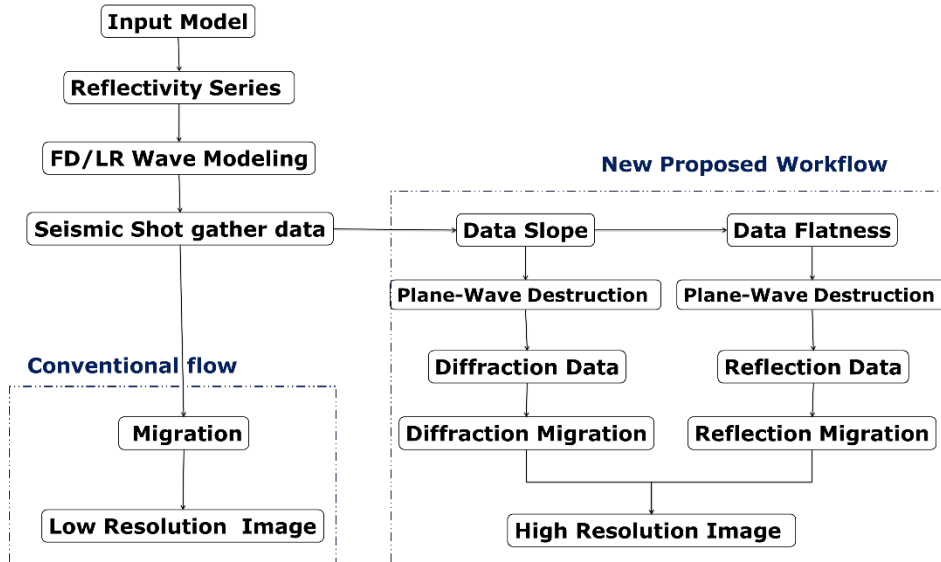 Input Model
Reflectivity Series
FD/LR Wave Modeling
New Proposed Workflow
Seismic Shot gather data
Data Slope
Data Flatness
Plane-Wave Destruction
Plane-Wave Destruction
Conventional flow
Diffraction Data
Reflection Data
Migration
Diffraction Migration
Reflection Migration
Low Resolution Image
High Resolution Image